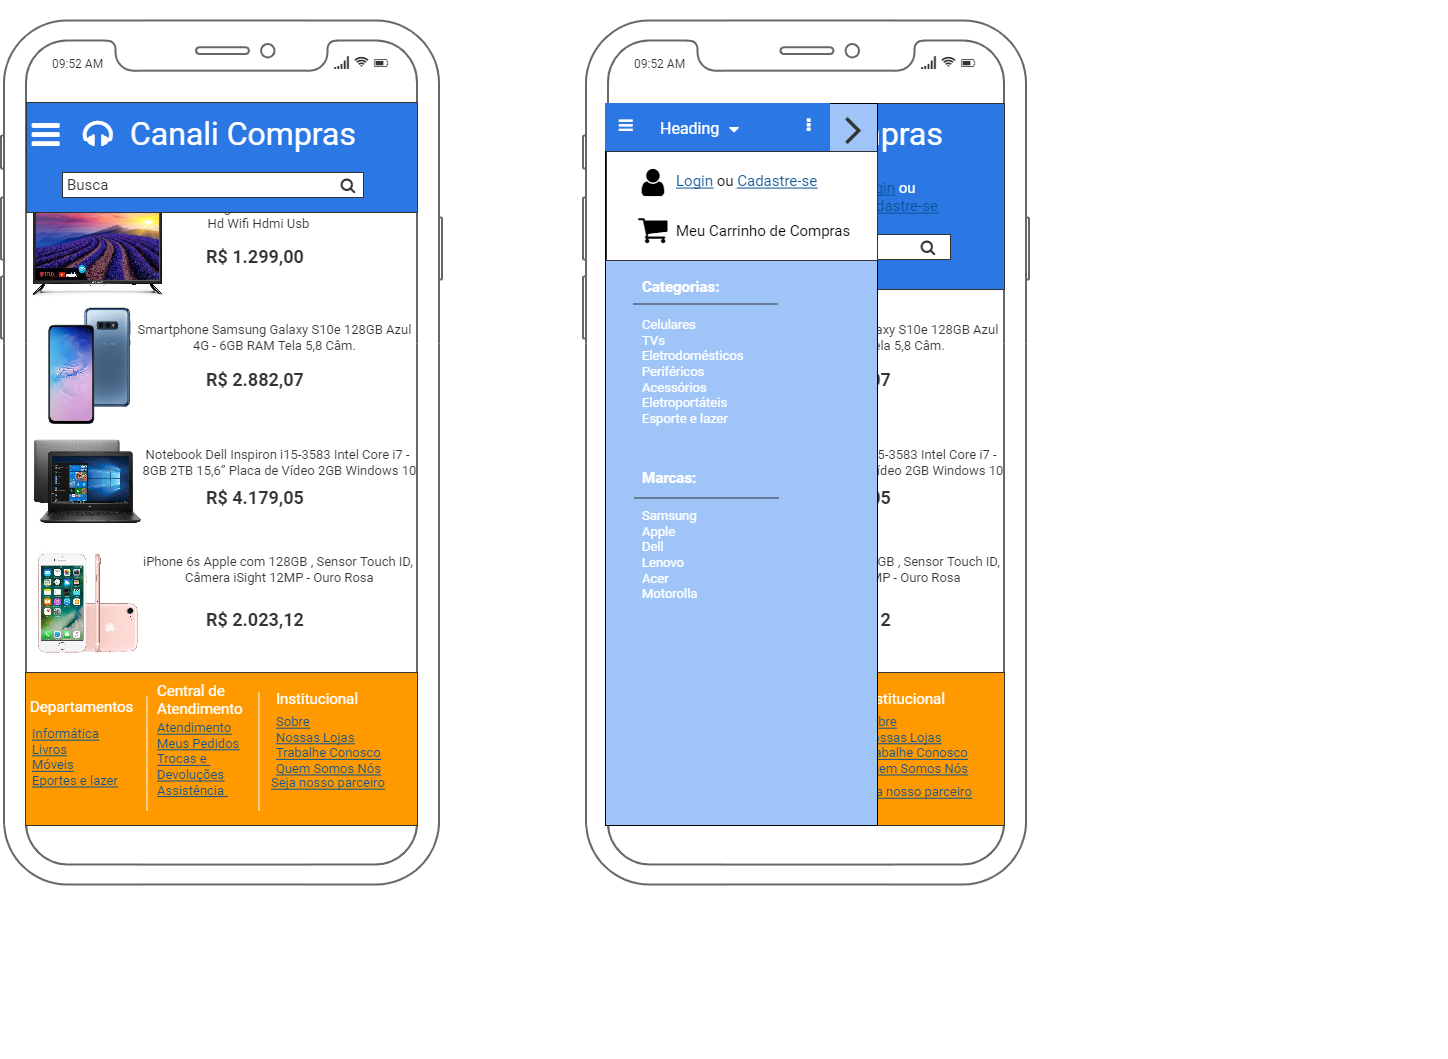 09:52 AM
Canali Compras
Busca
Hd Wifi Hdmi Usb
R$ 1.299,00
Smartphone Samsung Galaxy S10e 128GB Azul
4G - 6GB RAM Tela 5,8 Câm.
R$ 2.882,07
Notebook Dell Inspiron i15-3583 Intel Core i7 -
8GB 2TB 15,6” Placa de Vídeo 2GB Windows 10
R$ 4.179,05
iPhone 6s Apple com 128GB , Sensor Touch ID,
Câmera iSight 12MP - Ouro Rosa
R$ 2.023,12
Departamentos
Informática
Livros
Móveis
Eportes e lazer
Central de
Atendimento
Atendimento
Meus Pedidos
Trocas e
Devoluções
Assistência
Institucional
Sobre
Nossas Lojas
Trabalhe Conosco
Quem Somos Nós
Seja nosso parceiro
09:52 AM
Heading
Login ou Cadastre-se
Meu Carrinho de Compras
Categorias:
Celulares
TVs
Eletrodomésticos
Periféricos
Acessórios
Eletroportáteis
Esporte e lazer
Marcas:
Samsung
Apple
Dell
Lenovo
Acer
Motorolla
pras
gin ou
dastre-se
axy S10e 128GB Azul
ela 5,8 Câm.
07
5-3583 Intel Core i7 -
ídeo 2GB Windows 10
05
GB , Sensor Touch ID,
MP - Ouro Rosa
12
stitucional
bre
ossas Lojas
abalhe Conosco
em Somos Nós
a nosso parceiro